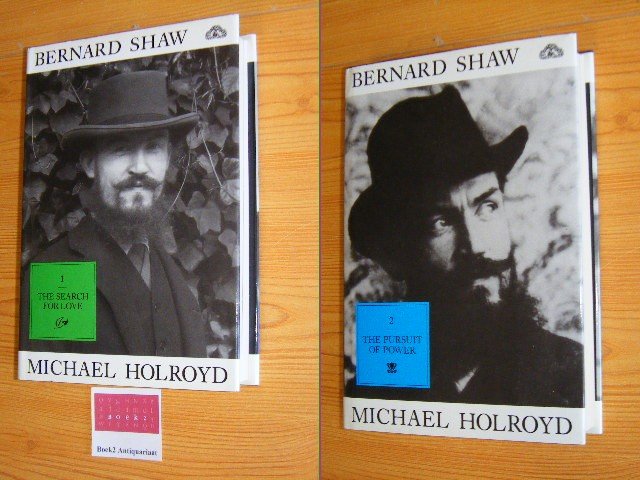 BERNARD SHAW
1
THE SEARCH
FOR LOVE
MICHAEL HOLROYD
Boek2 Antiquariaat
BERNARD SHAW
2
THE PURSUIT
OF POWER
MICHAEL HOLROYD